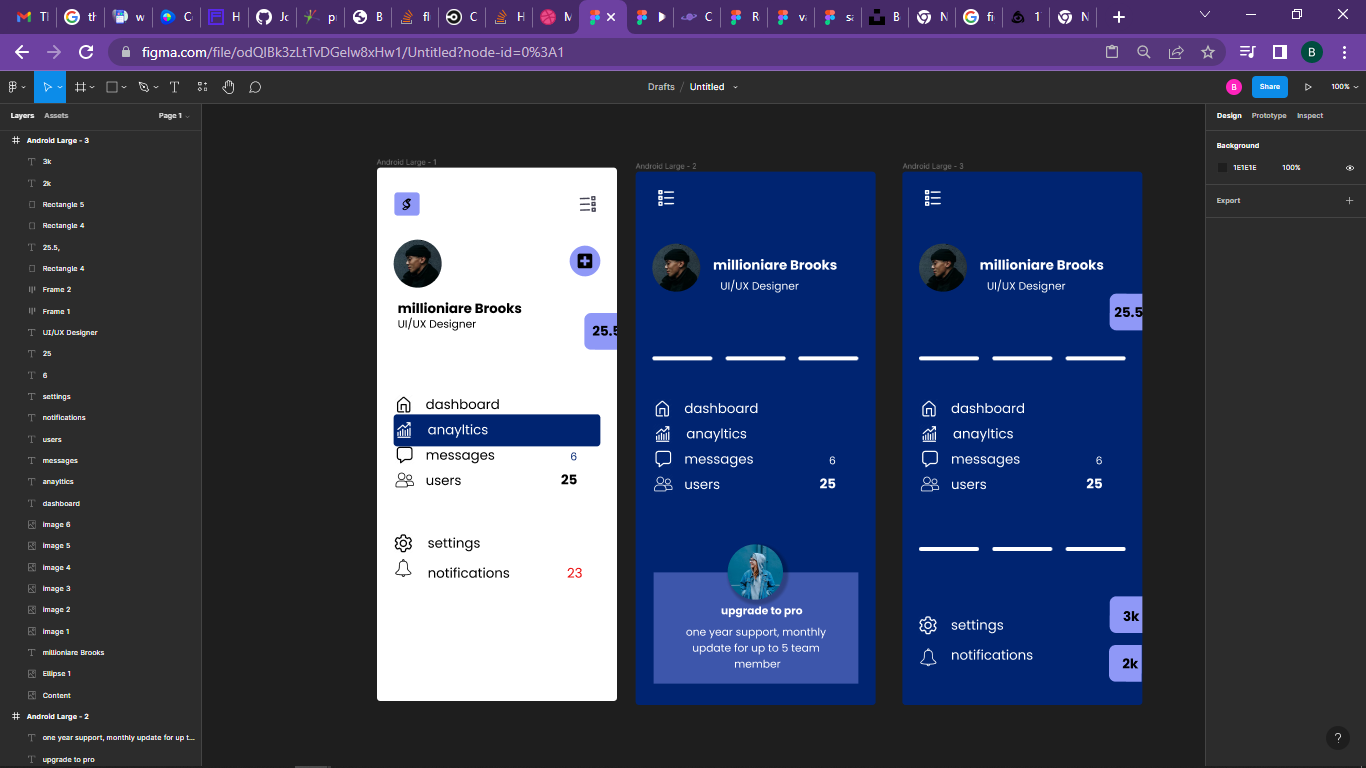 figma.com/file/odQIBk3zLtTvDGelw8xHw1/Untitled?node-id=0%3A1
B
Drafts / Untitled
B
Share
100%
Layers
Assets
Page 1
Design
Prototype
Inspect
Background
1E1E1E
100%
Export
Android Large - 3
3k
2k
Rectangle 5
Rectangle 4
25.5,
Rectangle 4
Frame 2
Frame 1
UI/UX Designer
25
6
settings
notifications
users
messages
anayltics
dashboard
image 6
image 5
image 4
image 3
image 2
image 1
millioniare Brooks
Ellipse 1
Content
Android Large - 2
one year support, monthly update for up t...
upgrade to pro
Android Large - 1
millioniare Brooks
UI/UX Designer
25.5
dashboard
anayltics
messages 6
users 25
settings
notifications 23
Android Large - 2
millioniare Brooks
UI/UX Designer
dashboard
anayltics
messages 6
users 25
upgrade to pro
one year support, monthly
update for up to 5 team
member
Android Large - 3
millioniare Brooks
UI/UX Designer
25.5
dashboard
anayltics
messages 6
users 25
settings
3k
notifications
2k
?